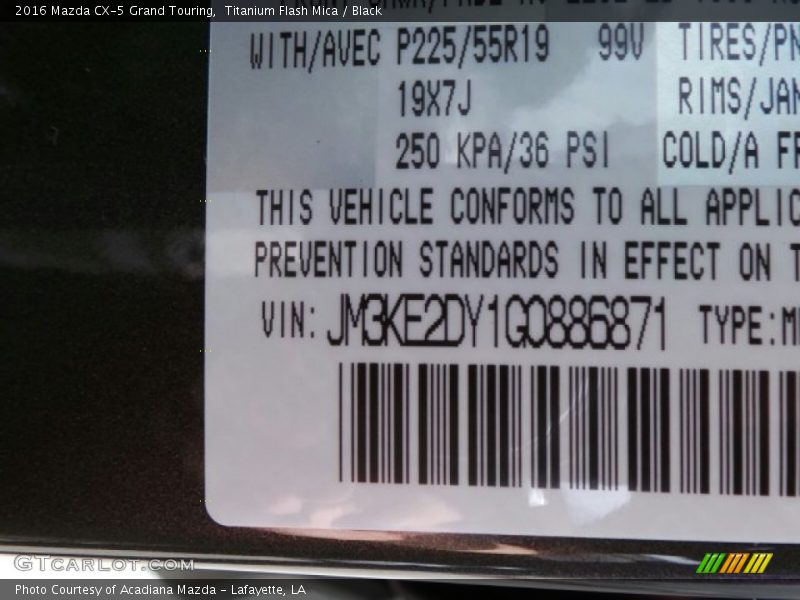 2016 Mazda CX-5 Grand Touring,  Titanium Flash Mica / Black
WITH/AVEC P225/55R19 99V TIRES/PN
19X7J RIMS/JAN
250 KPA/36 PSI COLD/A FR
THIS VEHICLE CONFORMS TO ALL APPLIC
PREVENTION STANDARDS IN EFFECT ON T
VIN: JM3KE2DY1G0886871 TYPE:M
GTCARLOT.COM
Photo Courtesy of Acadiana Mazda - Lafayette, LA